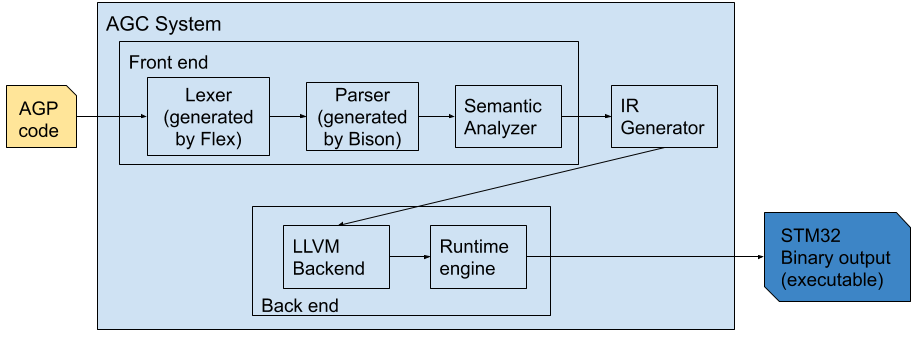 AGC System
Front end
AGP
code
Lexer
(generated
by Flex)
Parser
(generated
by Bison)
Semantic
Analyzer
IR
Generator
LLVM
Backend
Runtime
engine
Back end
STM32
Binary output
(executable)